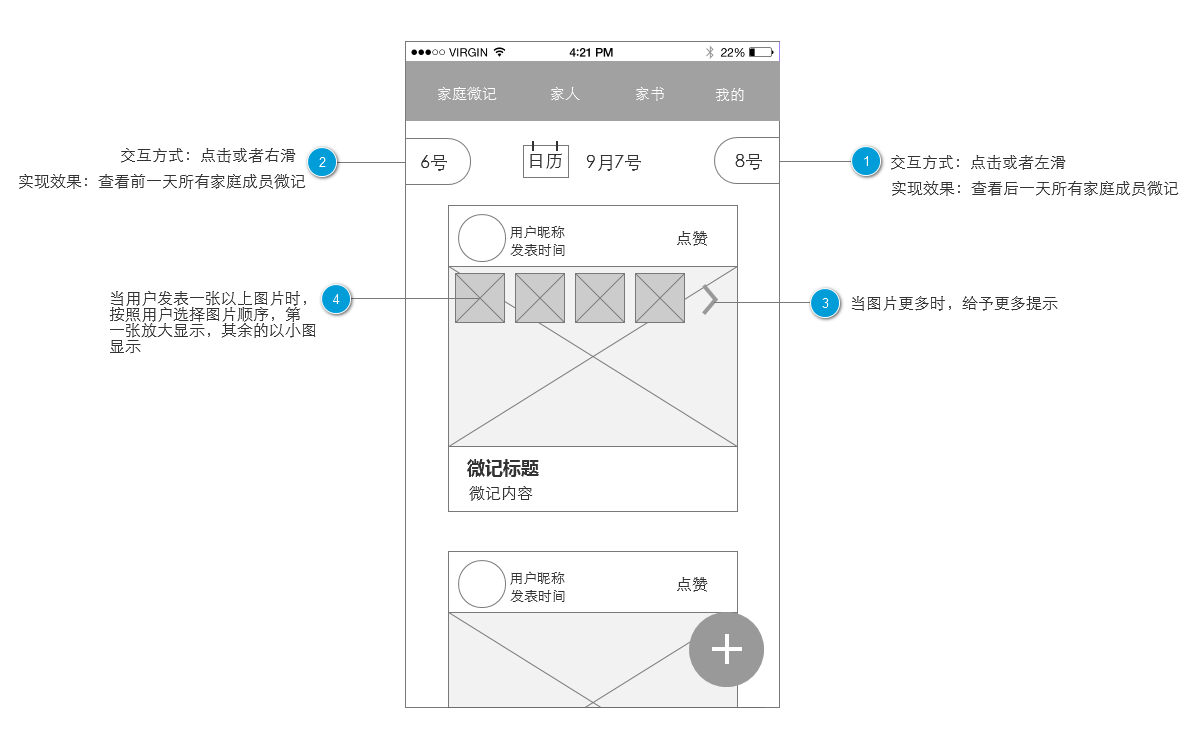 VIRGIN 4:21 PM 22%
家庭微记 家人 家书 我的
6号 日历 9月7号 8号
2 交互方式：点击或者右滑
实现效果：查看前一天所有家庭成员微记
1 交互方式：点击或者左滑
实现效果：查看后一天所有家庭成员微记
用户昵称
发表时间
点赞
4 当用户发表一张以上图片时，
按照用户选择图片顺序，第
一张放大显示，其余的以小图
显示
3 当图片更多时，给予更多提示
微记标题
微记内容
用户昵称
发表时间
点赞